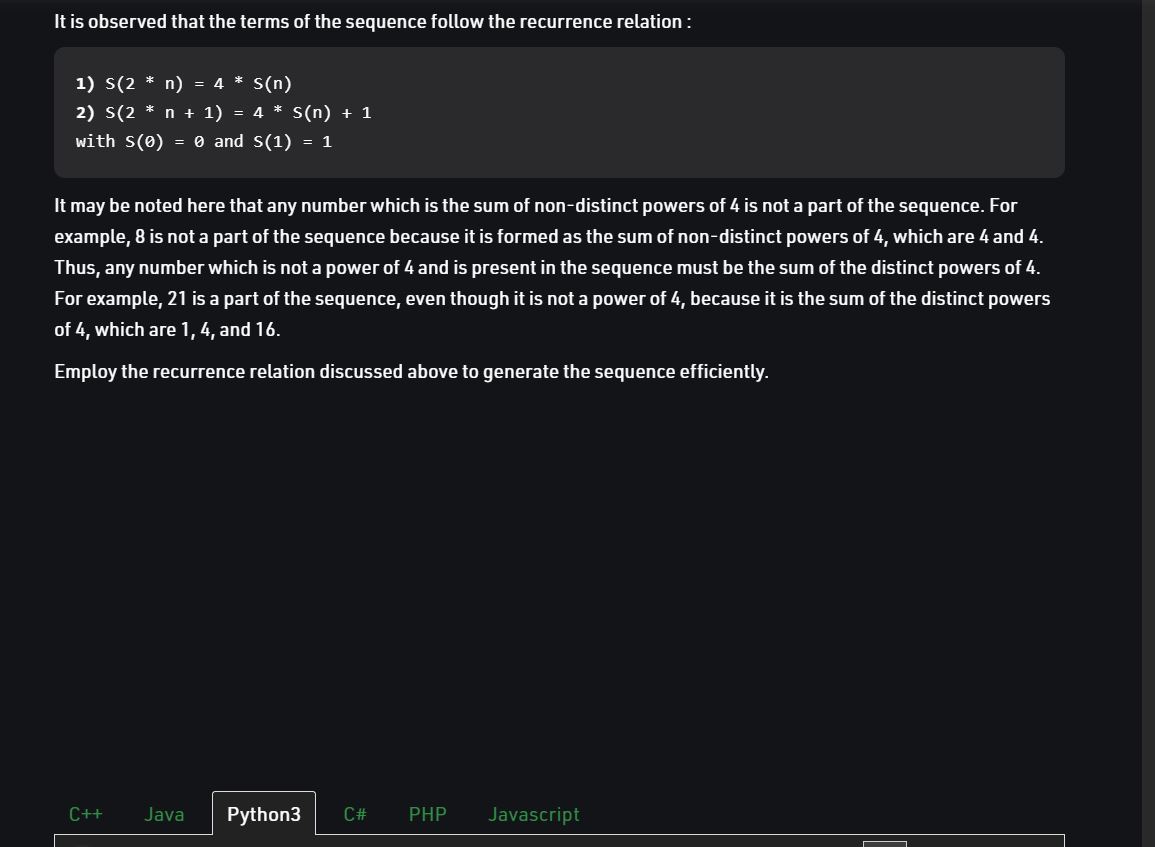 It is observed that the terms of the sequence follow the recurrence relation :
1) S(2 * n) = 4 * S(n)
2) S(2 * n + 1) = 4 * S(n) + 1
with S(0) = 0 and S(1) = 1
It may be noted here that any number which is the sum of non-distinct powers of 4 is not a part of the sequence. For
example, 8 is not a part of the sequence because it is formed as the sum of non-distinct powers of 4, which are 4 and 4.
Thus, any number which is not a power of 4 and is present in the sequence must be the sum of the distinct powers of 4.
For example, 21 is a part of the sequence, even though it is not a power of 4, because it is the sum of the distinct powers
of 4, which are 1, 4, and 16.
Employ the recurrence relation discussed above to generate the sequence efficiently.
C++ Java Python3 C# PHP Javascript